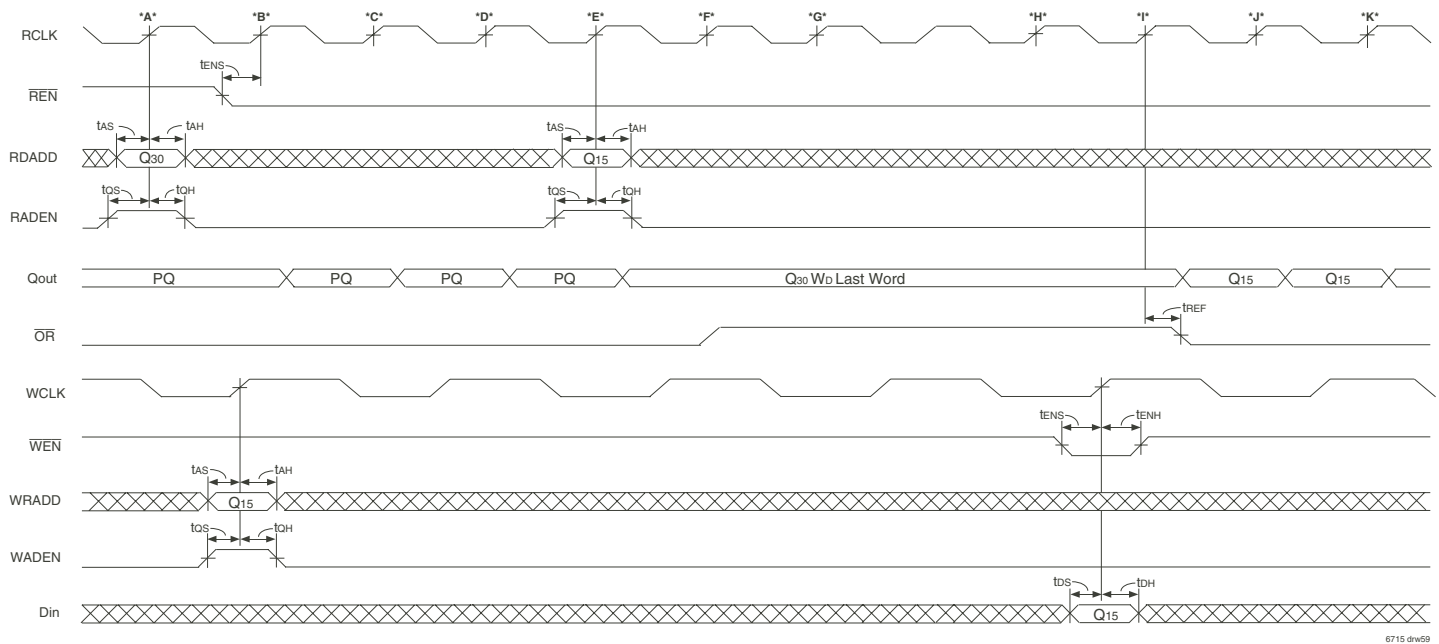 *A* *B* *C* *D* *E* *F* *G* *H* *I* *J* *K*
RCLK
tENS
REN
tAS tAH tAS tAH
RDADD Q30 Q15
tQS tQH tQS tQH
RADEN
Qout PQ PQ PQ PQ Q30 WD Last Word Q15 Q15
tREF
OR
WCLK
tENS tENH
WEN
tAS tAH
WRADD Q15
tQS tQH
WADEN
tDS tDH
Din Q15
6715 drw59